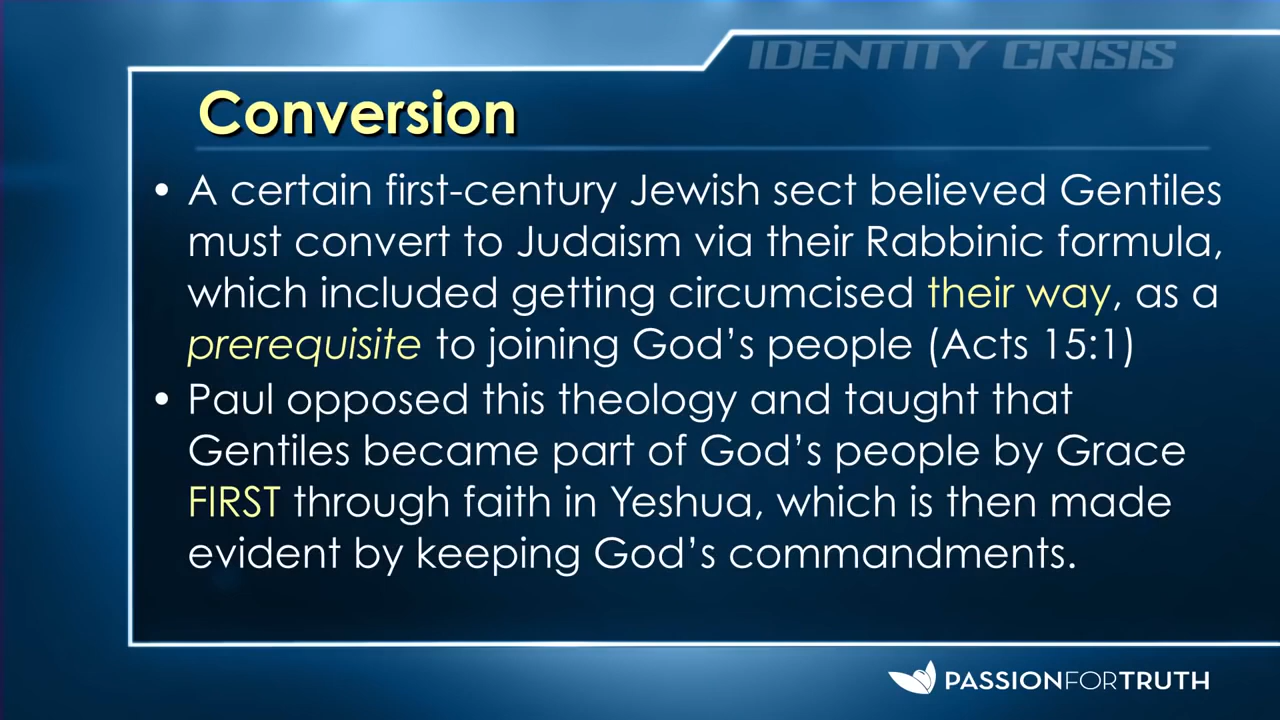 IDENTITY CRISIS
Conversion
• A certain first-century Jewish sect believed Gentiles
must convert to Judaism via their Rabbinic formula,
which included getting circumcised their way, as a
prerequisite to joining God’s people (Acts 15:1)
• Paul opposed this theology and taught that
Gentiles became part of God’s people by Grace
FIRST through faith in Yeshua, which is then made
evident by keeping God’s commandments.
PASSIONFORTRUTH